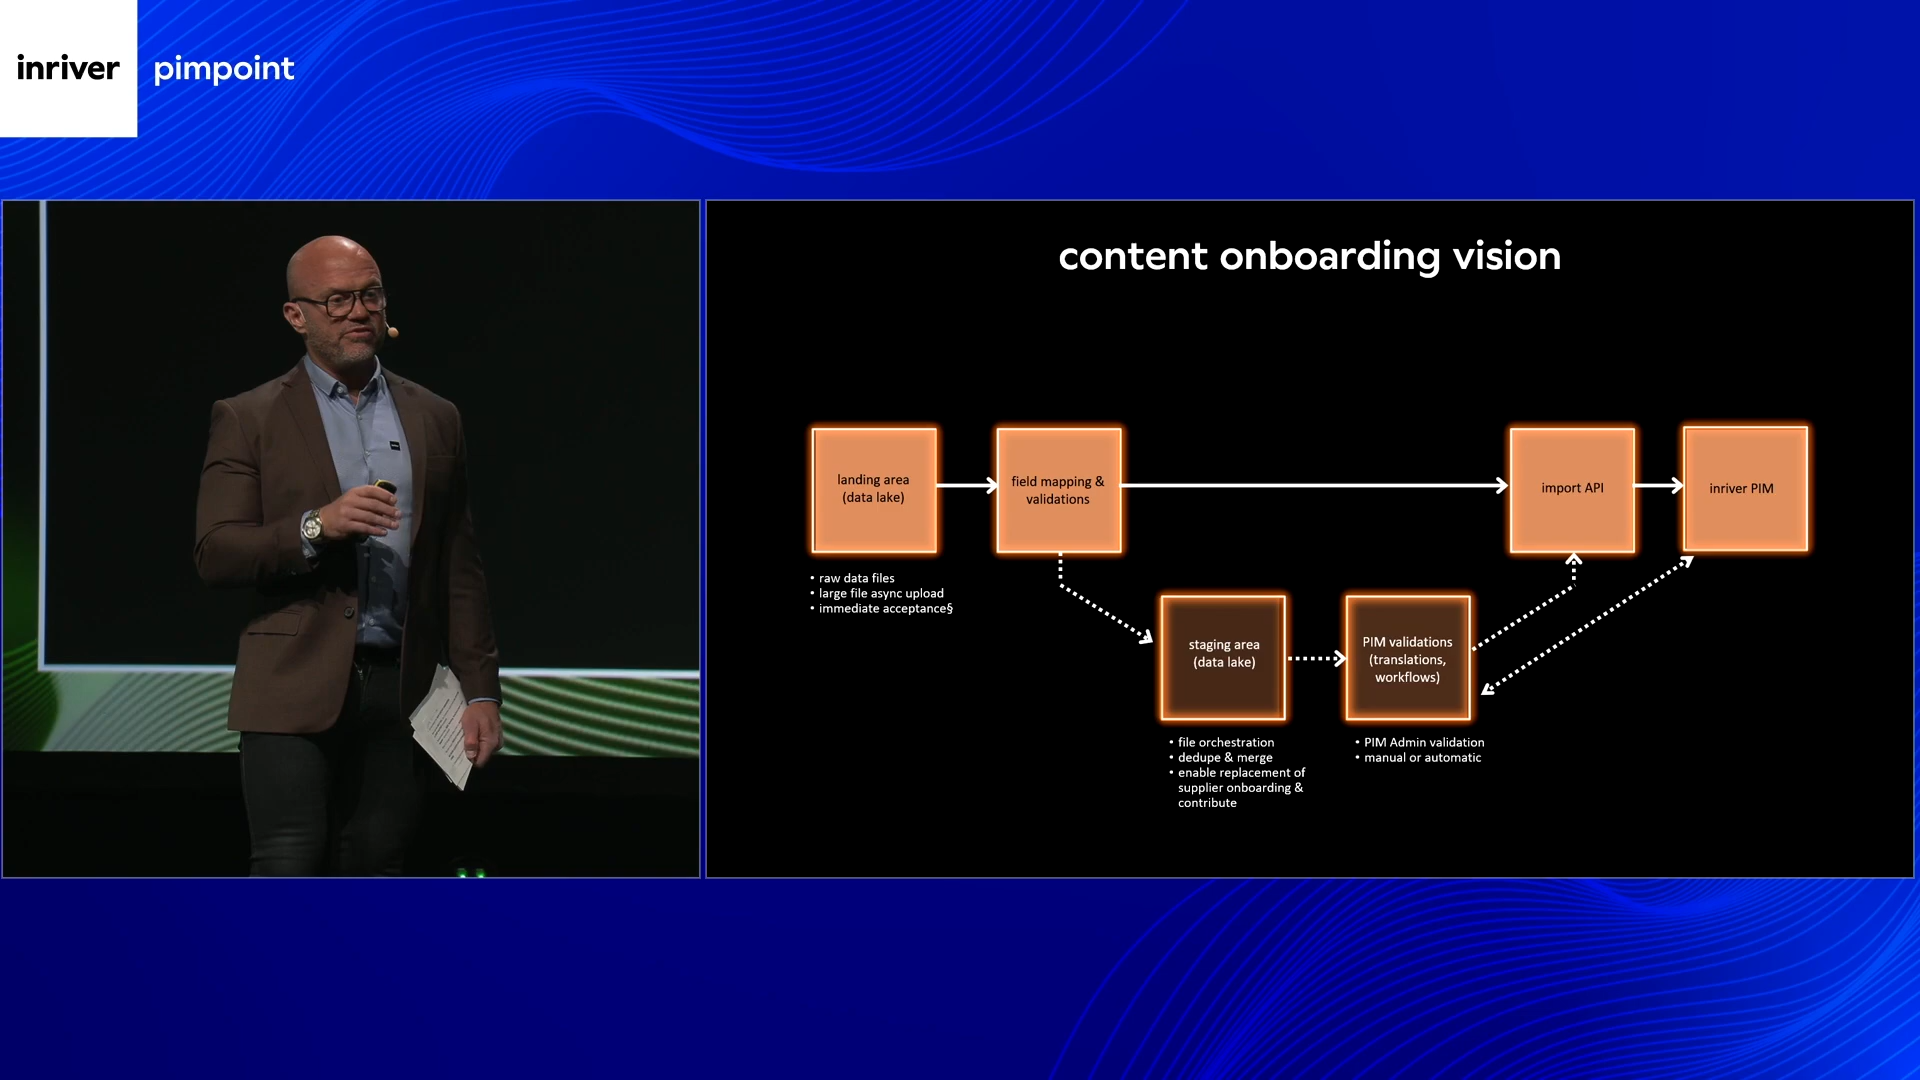 inriver
pimpoint
content onboarding vision
landing area
(data lake)
field mapping &
validations
import API
inriver PIM
• raw data files
• large file async upload
• immediate acceptance§
staging area
(data lake)
PIM validations
(translations,
workflows)
• file orchestration
• dedupe & merge
• enable replacement of
supplier onboarding &
contribute
• PIM Admin validation
• manual or automatic